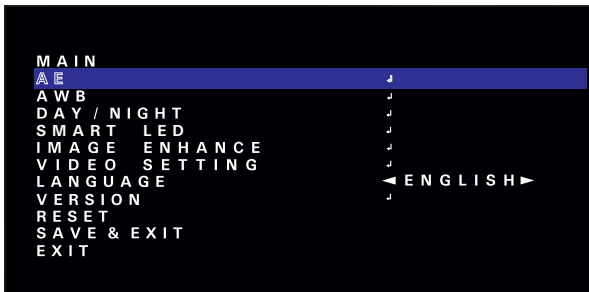 MAIN
AE ↲
AWB ↲
DAY / NIGHT ↲
SMART LED ↲
IMAGE ENHANCE ↲
VIDEO SETTING ↲
LANGUAGE ◄ENGLISH►
VERSION ↲
RESET
SAVE & EXIT
EXIT